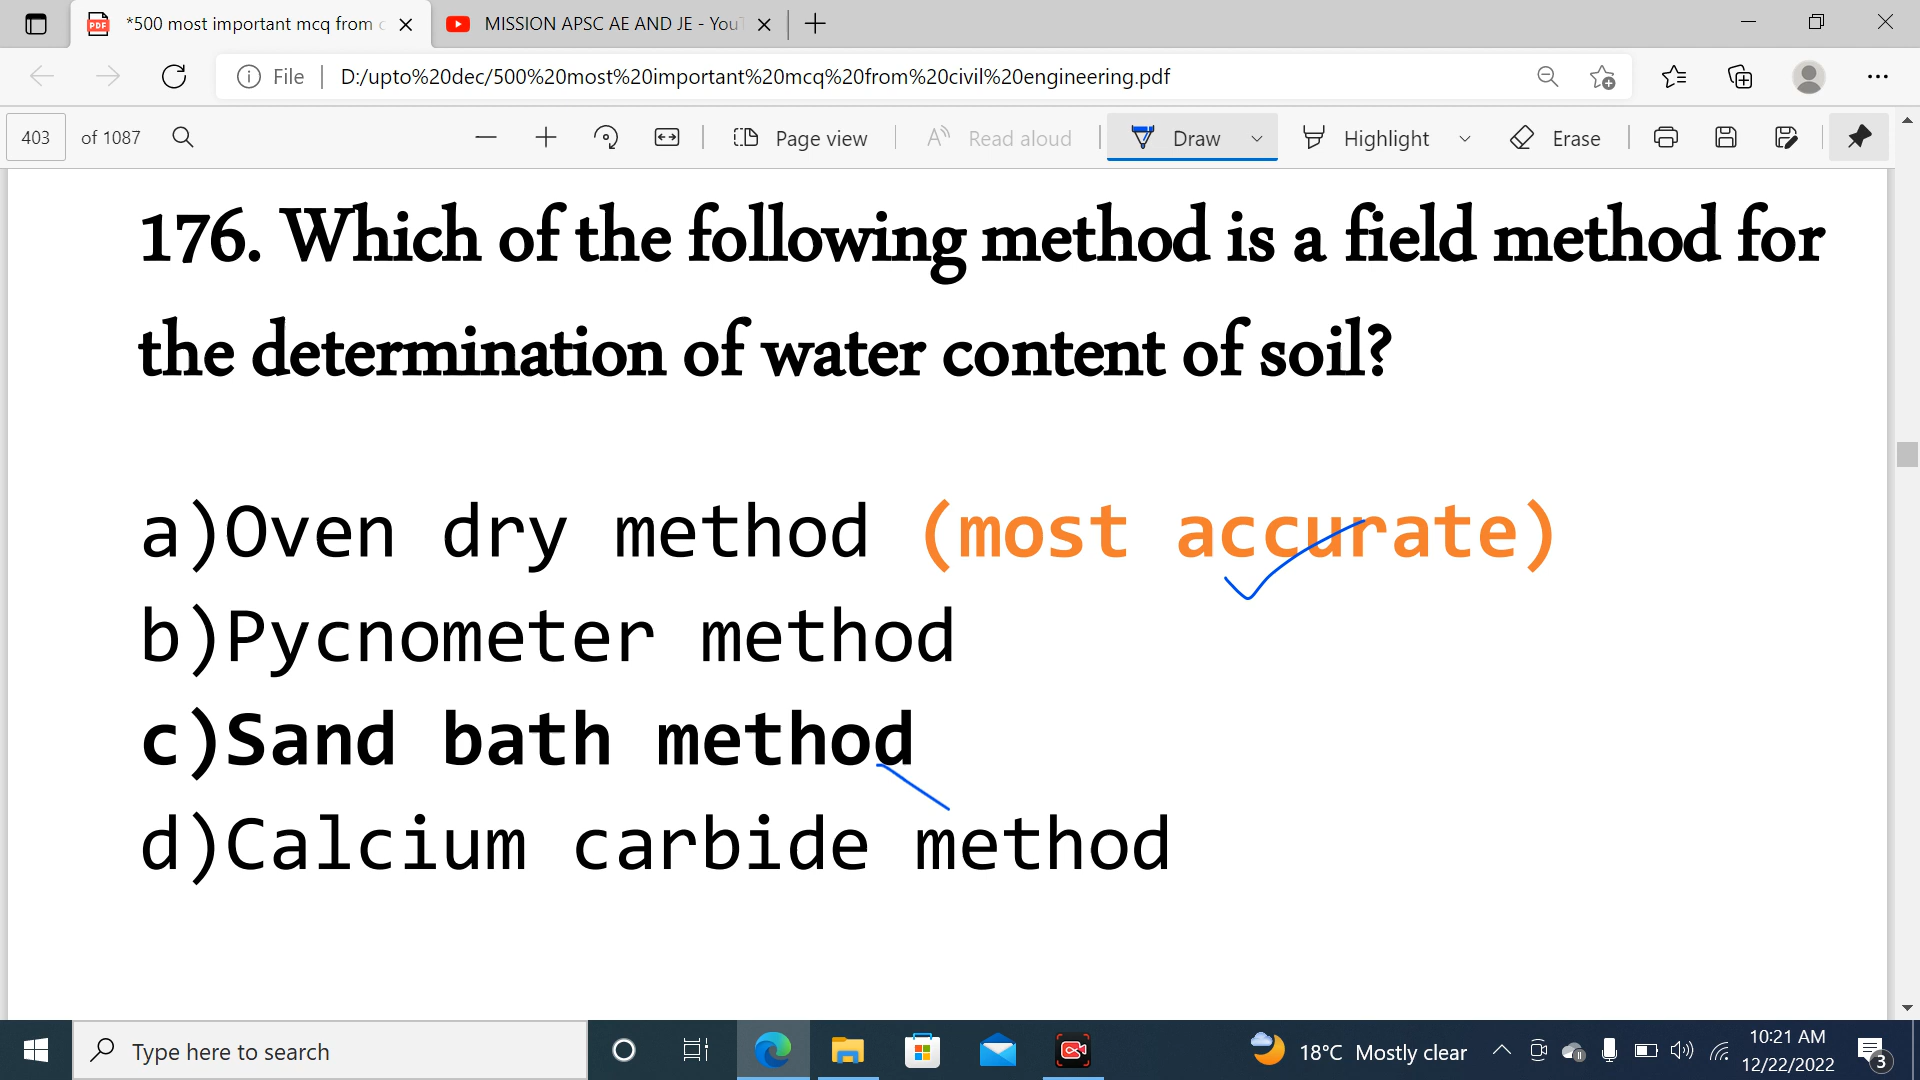 *500 most important mcq from c
MISSION APSC AE AND JE - YouT
File
D:/upto%20dec/500%20most%20important%20mcq%20from%20civil%20engineering.pdf
403 of 1087
Page view
Read aloud
Draw
Highlight
Erase
176. Which of the following method is a field method for
the determination of water content of soil?
a)Oven dry method (most accurate)
b)Pycnometer method
c)Sand bath method
d)Calcium carbide method
Type here to search
18°C Mostly clear
10:21 AM
12/22/2022
3